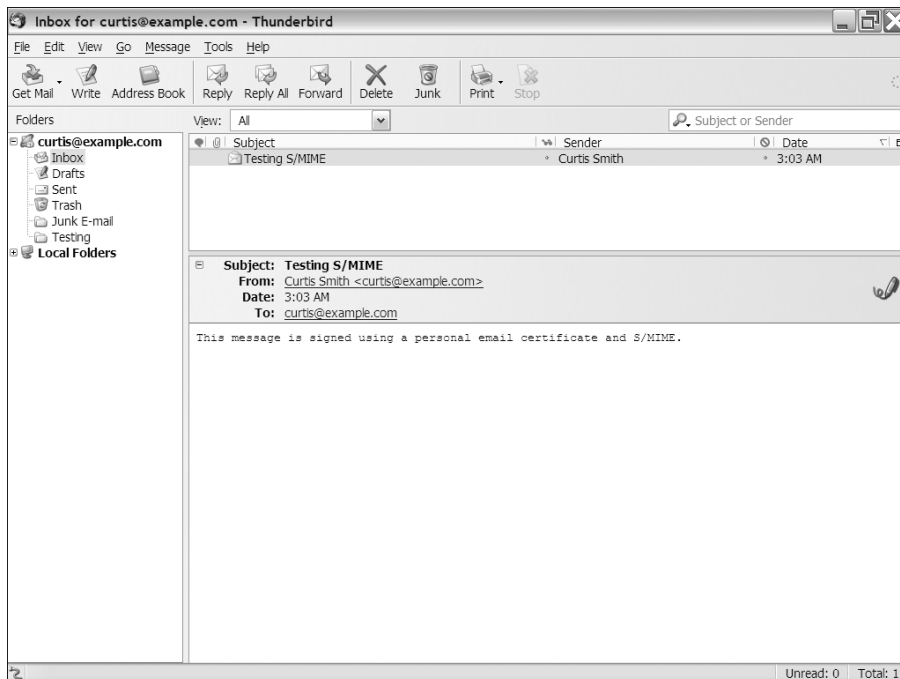 Inbox for curtis@example.com - Thunderbird
File Edit View Go Message Tools Help
Get Mail Write Address Book Reply Reply All Forward Delete Junk Print Stop
Folders
View: All
Subject or Sender
curtis@example.com
Inbox
Drafts
Sent
Trash
Junk E-mail
Testing
Local Folders
Subject Sender Date
Testing S/MIME Curtis Smith 3:03 AM
Subject: Testing S/MIME
From: Curtis Smith <curtis@example.com>
Date: 3:03 AM
To: curtis@example.com
This message is signed using a personal email certificate and S/MIME.
Unread: 0 Total: 1